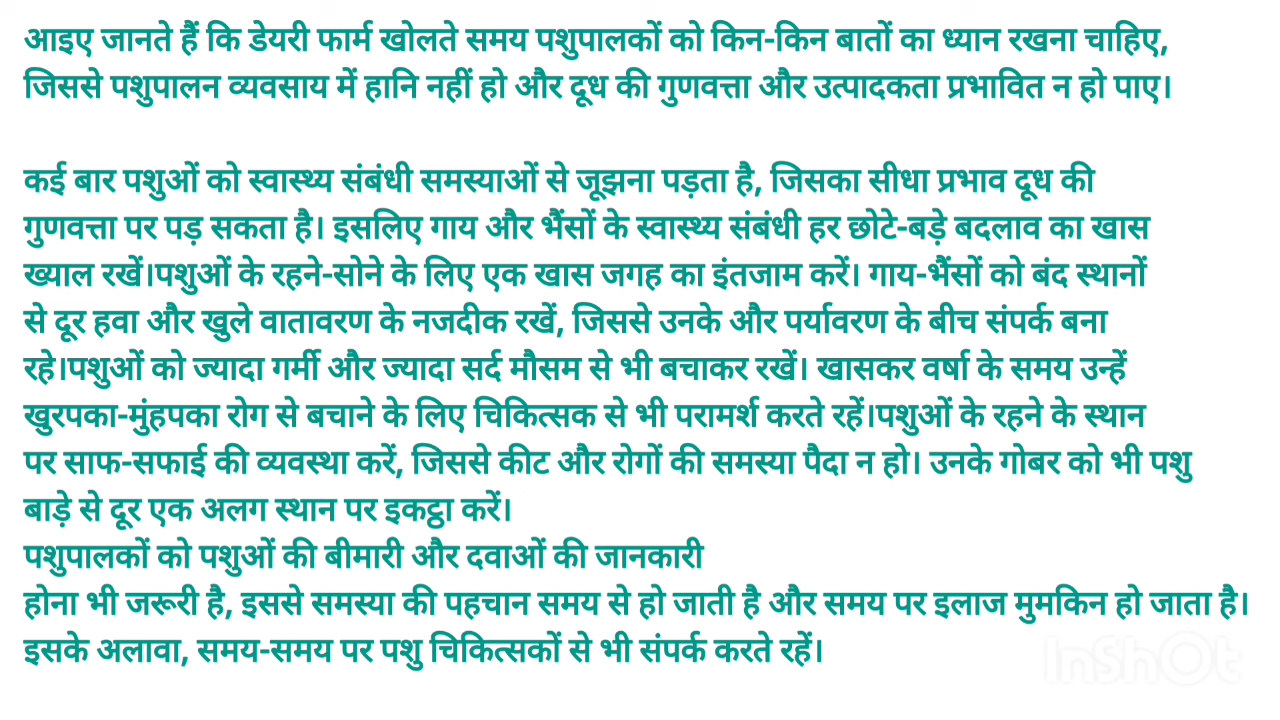 आइए जानते हैं कि डेयरी फार्म खोलते समय पशुपालकों को किन-किन बातों का ध्यान रखना चाहिए,
जिससे पशुपालन व्यवसाय में हानि नहीं हो और दूध की गुणवत्ता और उत्पादकता प्रभावित न हो पाए।
कई बार पशुओं को स्वास्थ्य संबंधी समस्याओं से जूझना पड़ता है, जिसका सीधा प्रभाव दूध की
गुणवत्ता पर पड़ सकता है। इसलिए गाय और भैंसों के स्वास्थ्य संबंधी हर छोटे-बड़े बदलाव का खास
ख्याल रखें।पशुओं के रहने-सोने के लिए एक खास जगह का इंतजाम करें। गाय-भैंसों को बंद स्थानों
से दूर हवा और खुले वातावरण के नजदीक रखें, जिससे उनके और पर्यावरण के बीच संपर्क बना
रहे।पशुओं को ज्यादा गर्मी और ज्यादा सर्द मौसम से भी बचाकर रखें। खासकर वर्षा के समय उन्हें
खुरपका-मुंहपका रोग से बचाने के लिए चिकित्सक से भी परामर्श करते रहें।पशुओं के रहने के स्थान
पर साफ-सफाई की व्यवस्था करें, जिससे कीट और रोगों की समस्या पैदा न हो। उनके गोबर को भी पशु
बाड़े से दूर एक अलग स्थान पर इकट्ठा करें।
पशुपालकों को पशुओं की बीमारी और दवाओं की जानकारी
होना भी जरूरी है, इससे समस्या की पहचान समय से हो जाती है और समय पर इलाज मुमकिन हो जाता है।
इसके अलावा, समय-समय पर पशु चिकित्सकों से भी संपर्क करते रहें।
InShOt